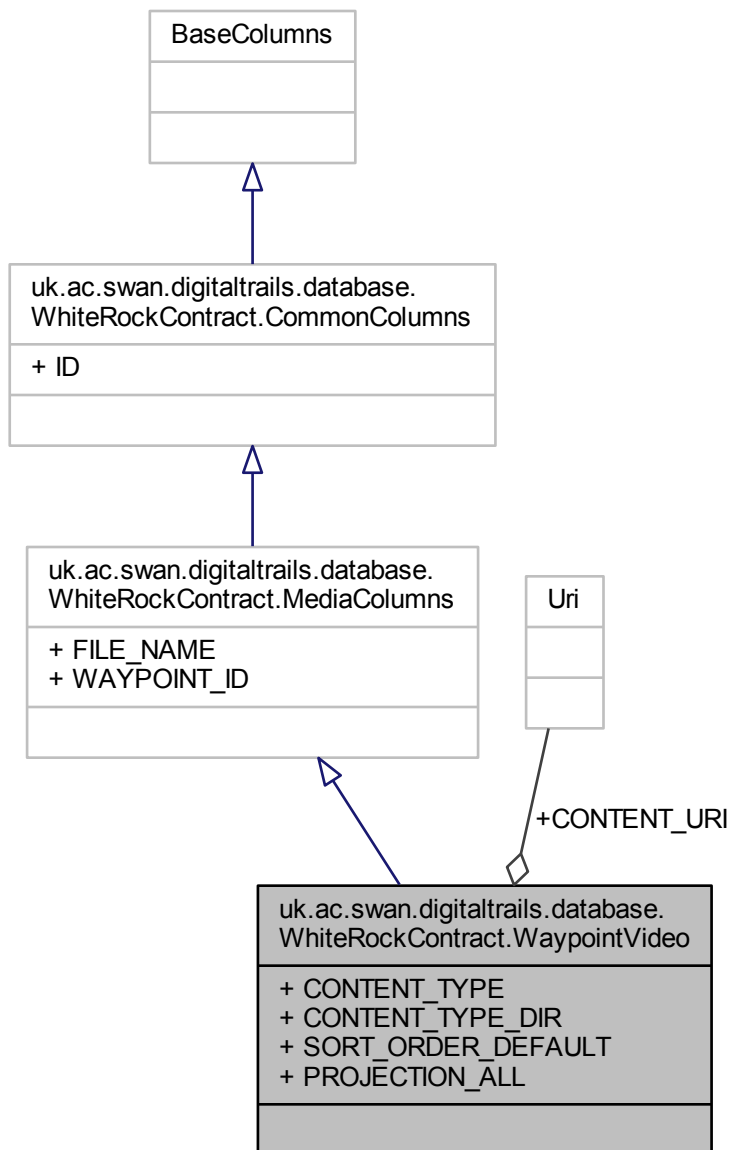 BaseColumns
uk.ac.swan.digitaltrails.database.
WhiteRockContract.CommonColumns
+ ID
uk.ac.swan.digitaltrails.database.
WhiteRockContract.MediaColumns
+ FILE_NAME
+ WAYPOINT_ID
Uri
+CONTENT_URI
uk.ac.swan.digitaltrails.database.
WhiteRockContract.WaypointVideo
+ CONTENT_TYPE
+ CONTENT_TYPE_DIR
+ SORT_ORDER_DEFAULT
+ PROJECTION_ALL